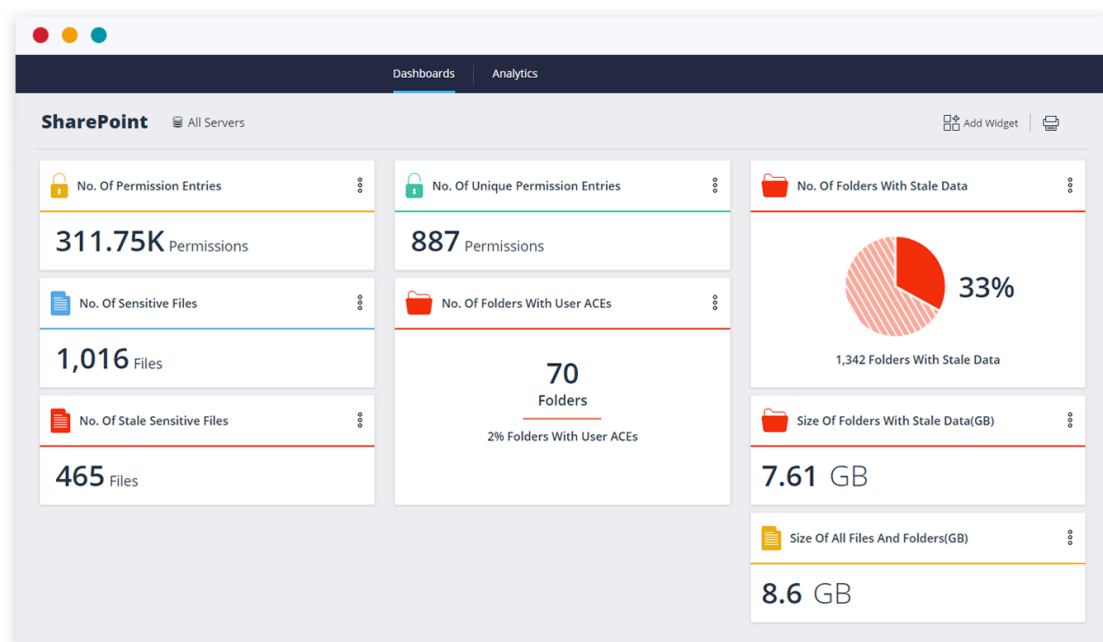 Dashboards
Analytics
SharePoint
All Servers
Add Widget
No. Of Permission Entries
311.75K Permissions
No. Of Sensitive Files
1,016 Files
No. Of Stale Sensitive Files
465 Files
No. Of Unique Permission Entries
887 Permissions
No. Of Folders With User ACEs
70
Folders
2% Folders With User ACEs
No. Of Folders With Stale Data
33%
1,342 Folders With Stale Data
Size Of Folders With Stale Data(GB)
7.61 GB
Size Of All Files And Folders(GB)
8.6 GB